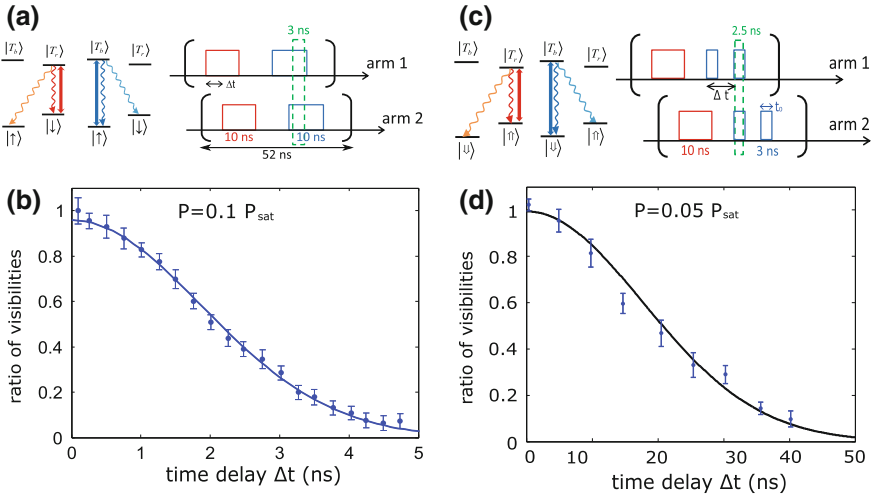 (a)
3 ns
|T_b⟩ |T_r⟩ |T_b⟩ |T_r⟩
arm 1
Δt
|↑⟩ |↓⟩ |↑⟩ |↓⟩
arm 2
10 ns 10 ns
52 ns
(b)
P=0.1 P_sat
ratio of visibilities
1
0.8
0.6
0.4
0.2
0
0 1 2 3 4 5
time delay Δt (ns)
(c)
2.5 ns
|T_b⟩ |T_r⟩ |T_b⟩ |T_r⟩
arm 1
Δ t
|⇓⟩ |⇑⟩ |⇓⟩ |⇑⟩
arm 2
10 ns 3 ns
(d)
P=0.05 P_sat
ratio of visibilities
1
0.8
0.6
0.4
0.2
0
0 10 20 30 40 50
time delay Δt (ns)